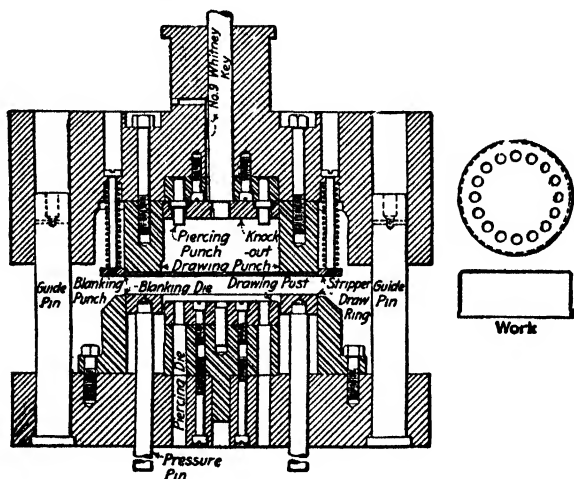 No.9 Whitney
Key
Piercing
Punch
Knock
-out
Drawing Punch
Blanking
Punch
-Blanking Die
Drawing Post
Stripper
Draw
Ring
Guide
Pin
Guide
Pin
Piercing Die
Pressure
Pin
Work